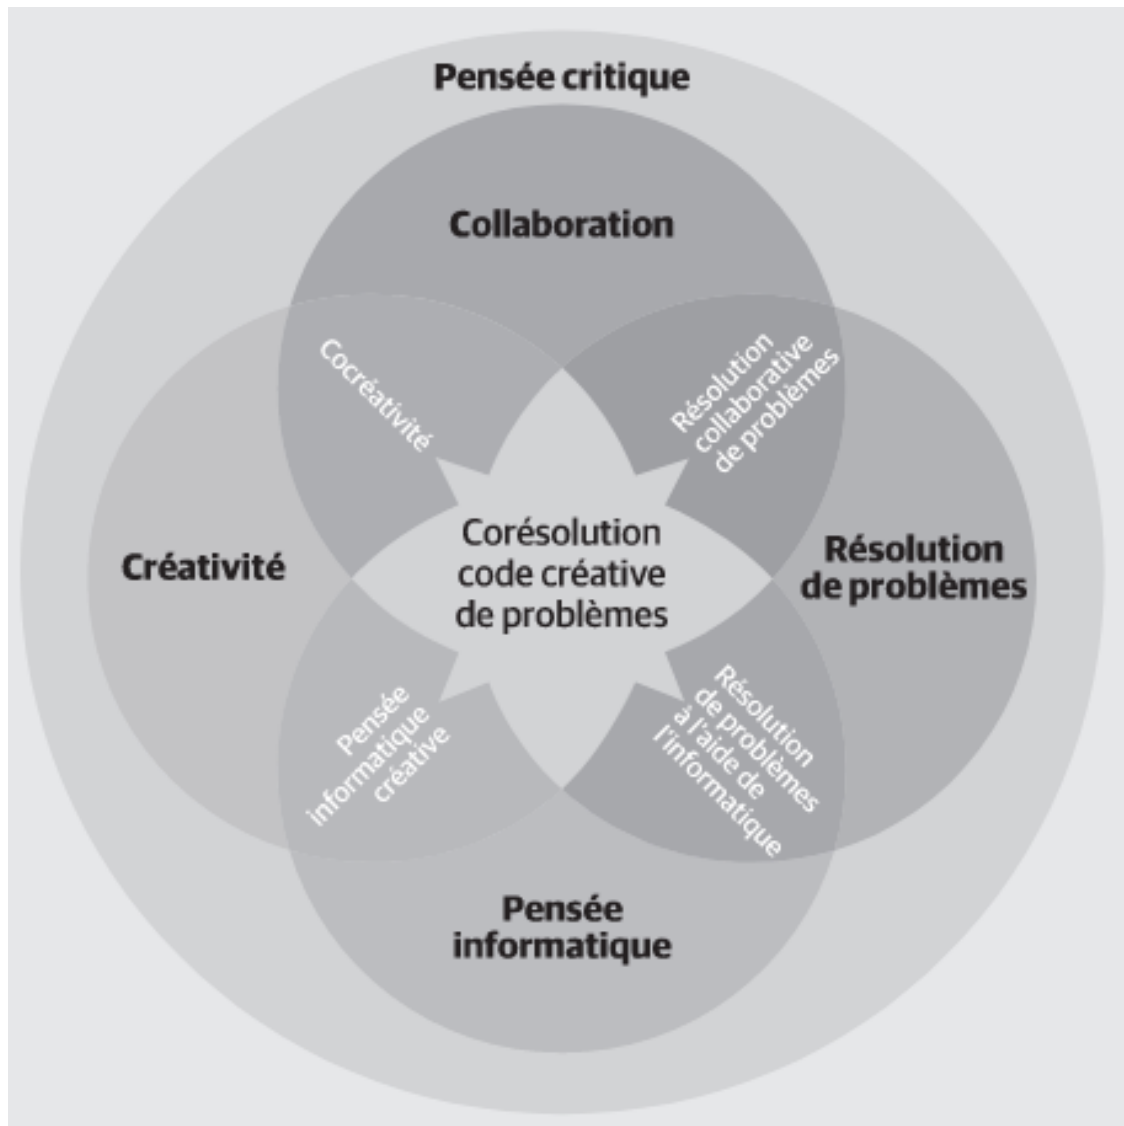 Pensée critique
Collaboration
Cocréativité
Résolution
collaborative
de problèmes
Créativité
Corésolution
code créative
de problèmes
Résolution
de problèmes
Pensée
informatique
créative
Résolution
de problèmes
à l'aide de
l'informatique
Pensée
informatique